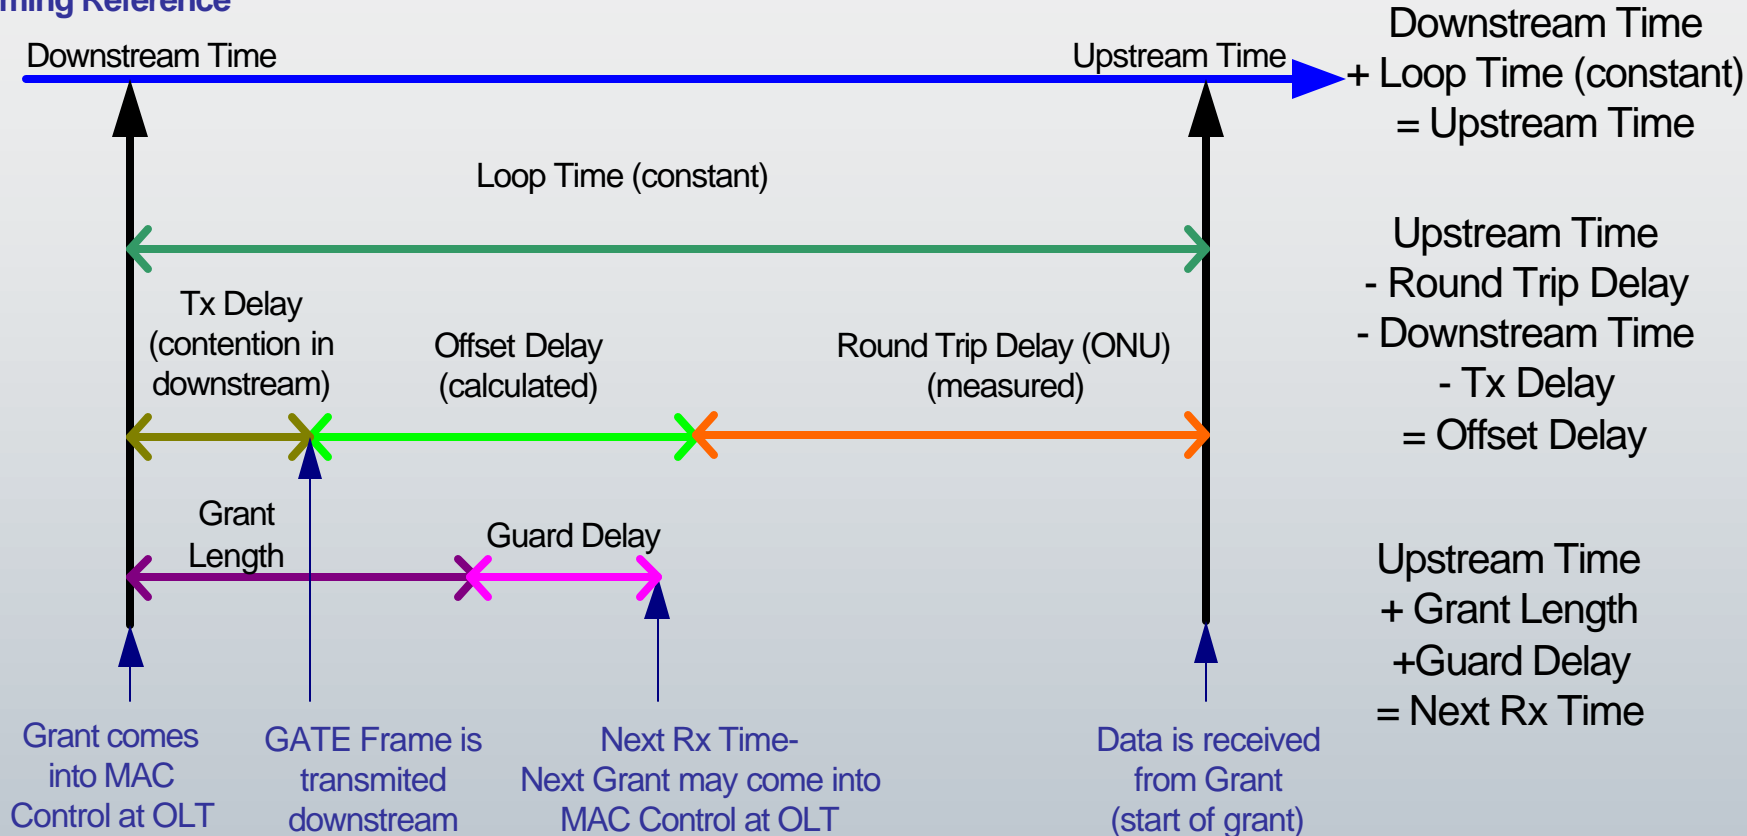 ming Reference
Downstream Time
Upstream Time
Loop Time (constant)
Tx Delay
(contention in
downstream)
Offset Delay
(calculated)
Round Trip Delay (ONU)
(measured)
Grant
Length
Guard Delay
Grant comes
into MAC
Control at OLT
GATE Frame is
transmited
downstream
Next Rx Time-
Next Grant may come into
MAC Control at OLT
Data is received
from Grant
(start of grant)
Downstream Time
+ Loop Time (constant)
= Upstream Time
Upstream Time
- Round Trip Delay
- Downstream Time
- Tx Delay
= Offset Delay
Upstream Time
+ Grant Length
+Guard Delay
= Next Rx Time